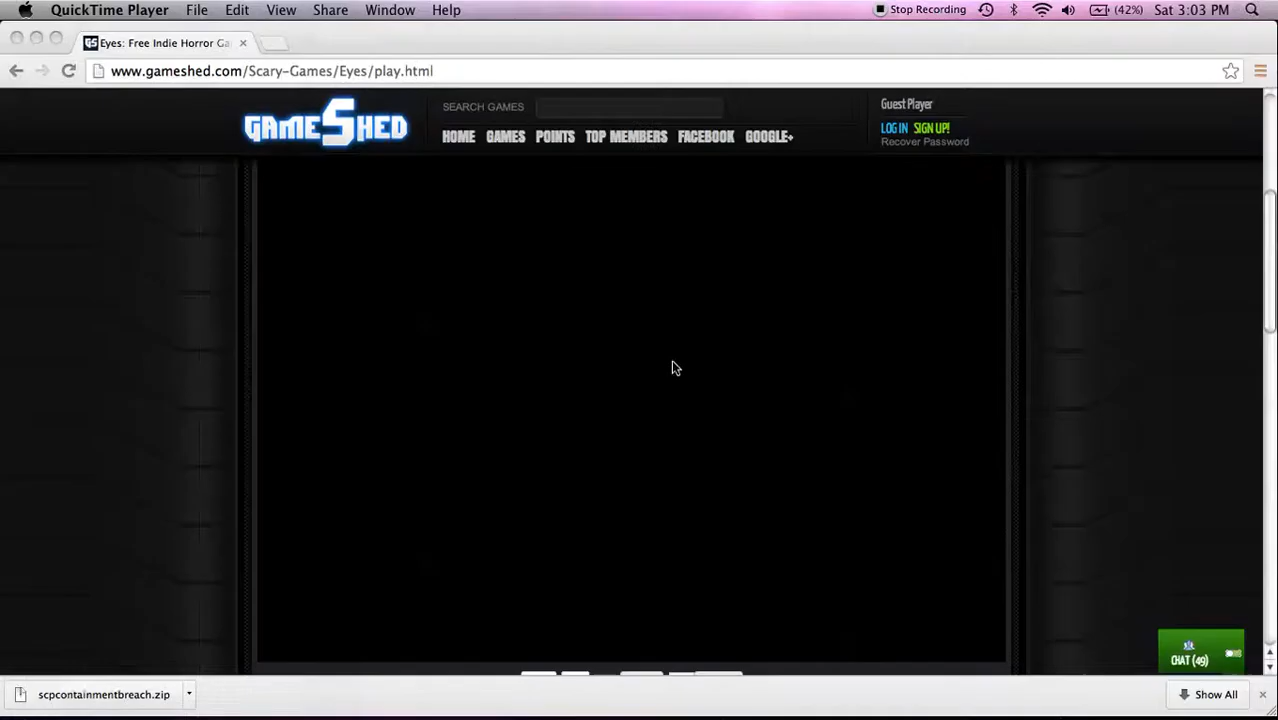 QuickTime Player File Edit View Share Window Help Stop Recording (42%) Sat 3:03 PM
Eyes: Free Indie Horror Ga
www.gameshed.com/Scary-Games/Eyes/play.html
GAMESHED
SEARCH GAMES
HOME GAMES POINTS TOP MEMBERS FACEBOOK GOOGLE+
Guest Player
LOG IN SIGN UP!
Recover Password
CHAT (49)
scpcontainmentbreach.zip
Show All